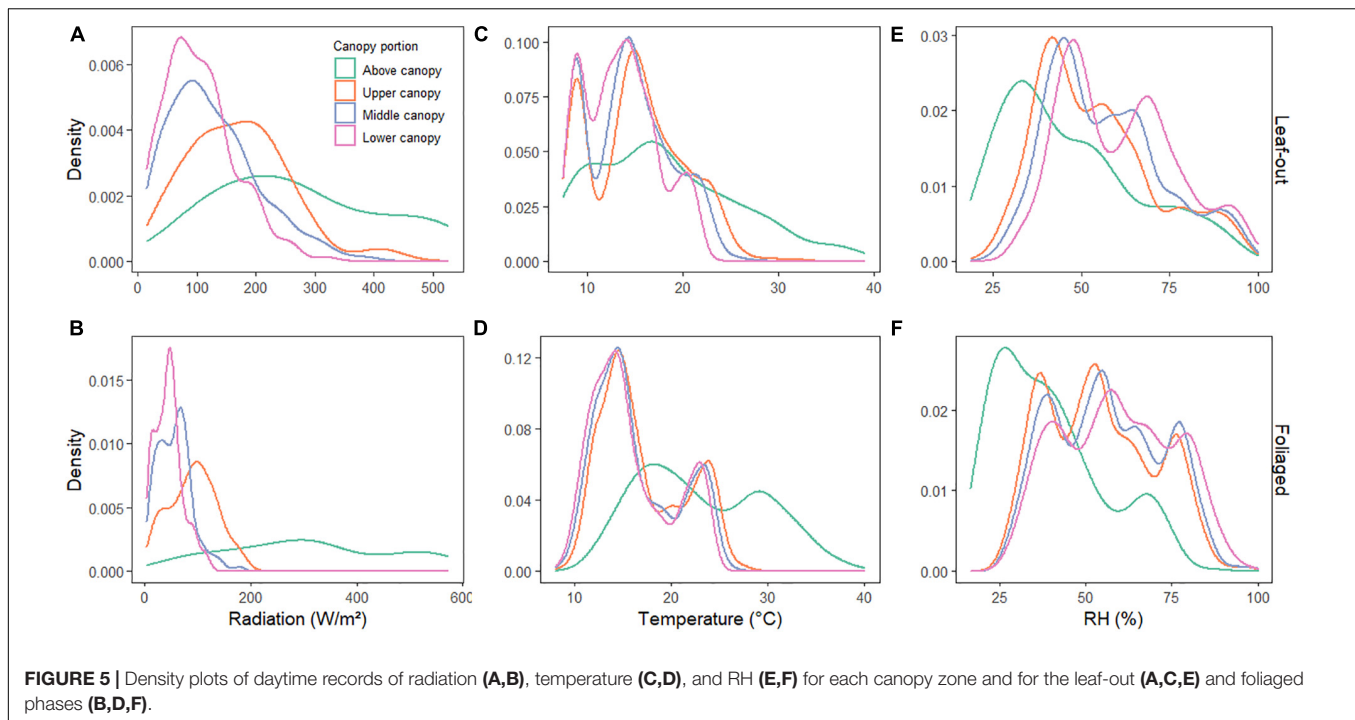 A
C
E
Canopy portion
Above canopy
Upper canopy
Middle canopy
Lower canopy
Density
0.006
0.004
0.002
0.000
0 100 200 300 400 500
0.100
0.075
0.050
0.025
0.000
10 20 30 40
0.03
0.02
0.01
0.00
25 50 75 100
Leaf-out
B
D
F
Density
0.015
0.010
0.005
0.000
0 200 400 600
Radiation (W/m²)
0.12
0.08
0.04
0.00
10 20 30 40
Temperature (°C)
0.03
0.02
0.01
0.00
25 50 75 100
RH (%)
Foliaged
FIGURE 5 | Density plots of daytime records of radiation (A,B), temperature (C,D), and RH (E,F) for each canopy zone and for the leaf-out (A,C,E) and foliaged
phases (B,D,F).